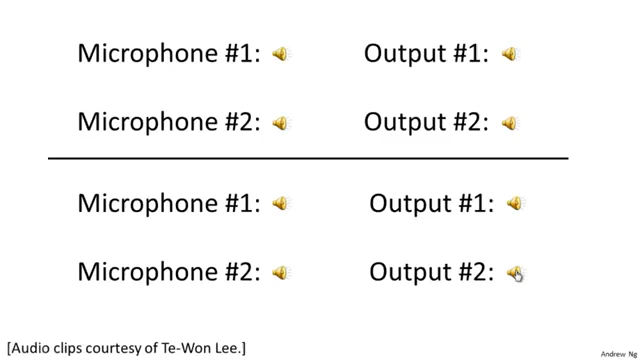 Microphone #1: Output #1:
Microphone #2: Output #2:
Microphone #1: Output #1:
Microphone #2: Output #2:
[Audio clips courtesy of Te-Won Lee.]
Andrew Ng